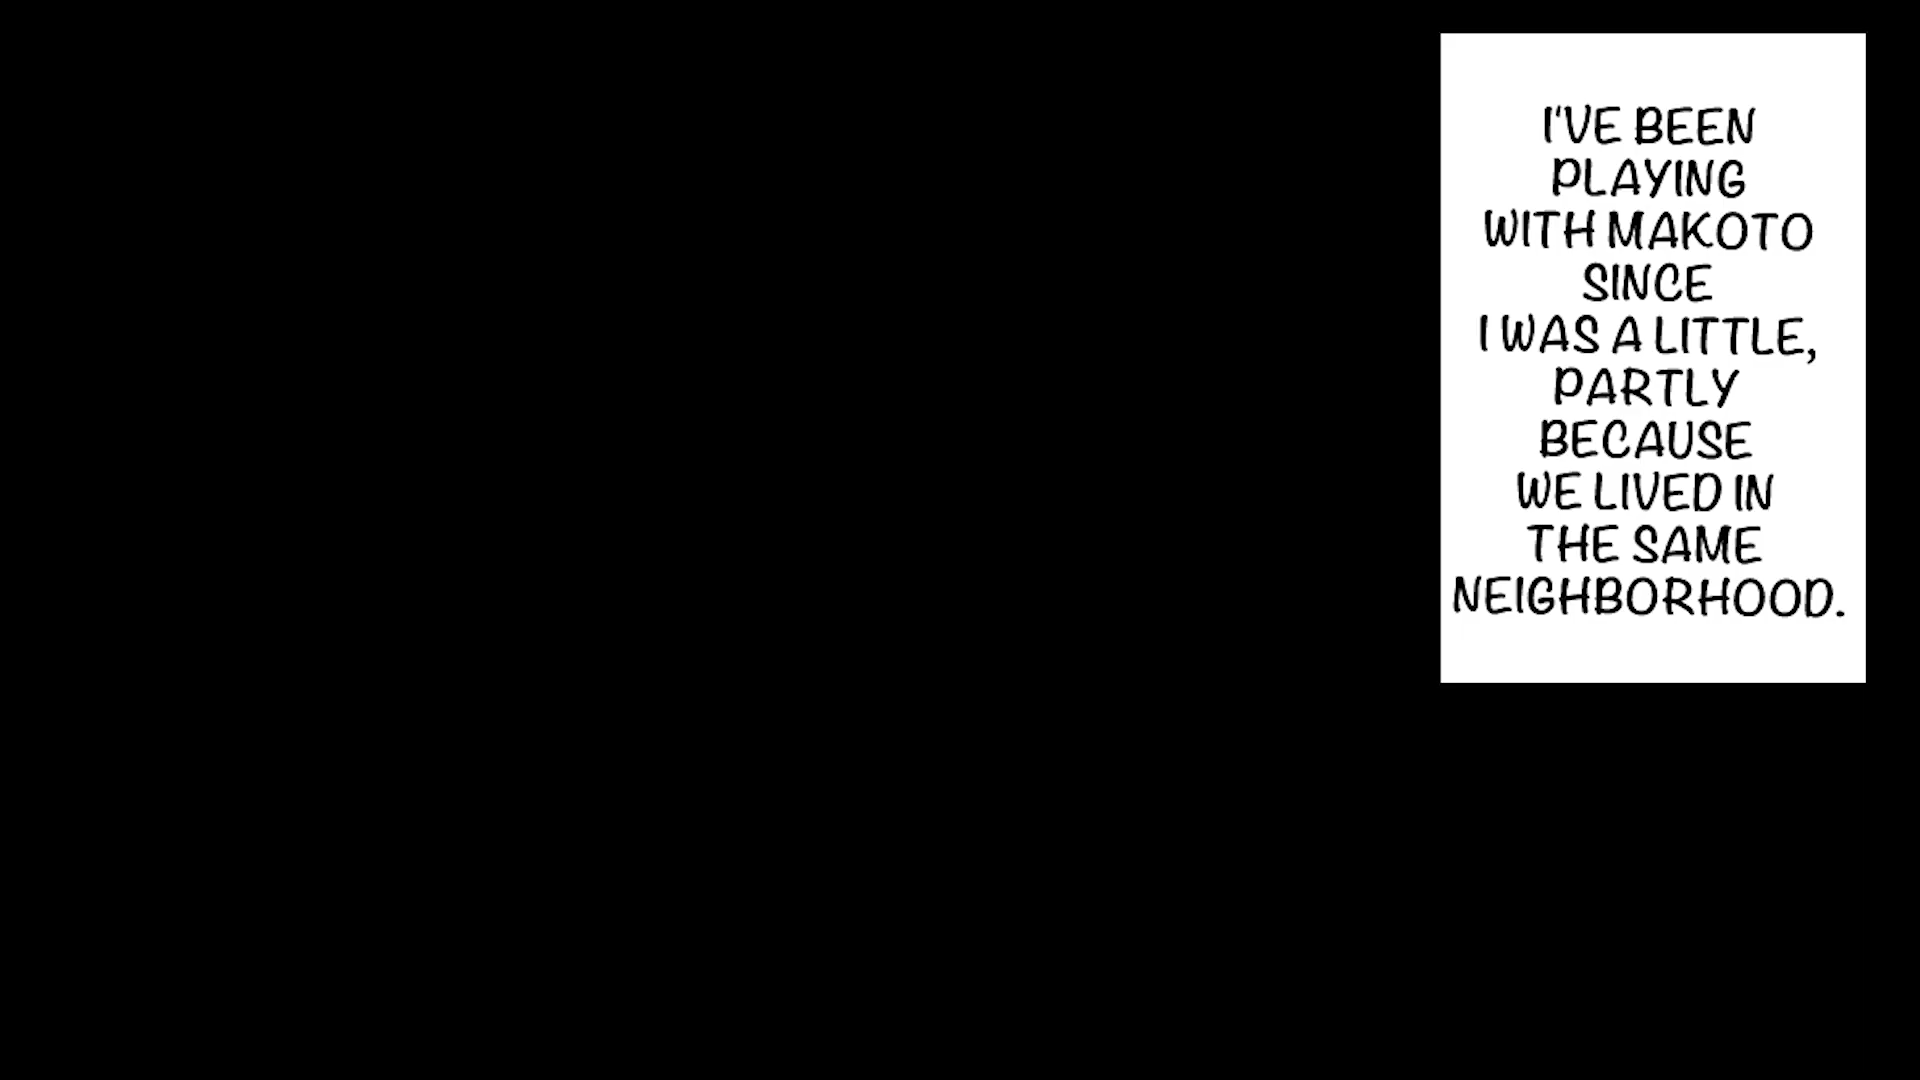 I'VE BEEN
PLAYING
WITH MAKOTO
SINCE
I WAS A LITTLE,
PARTLY
BECAUSE
WE LIVED IN
THE SAME
NEIGHBORHOOD.